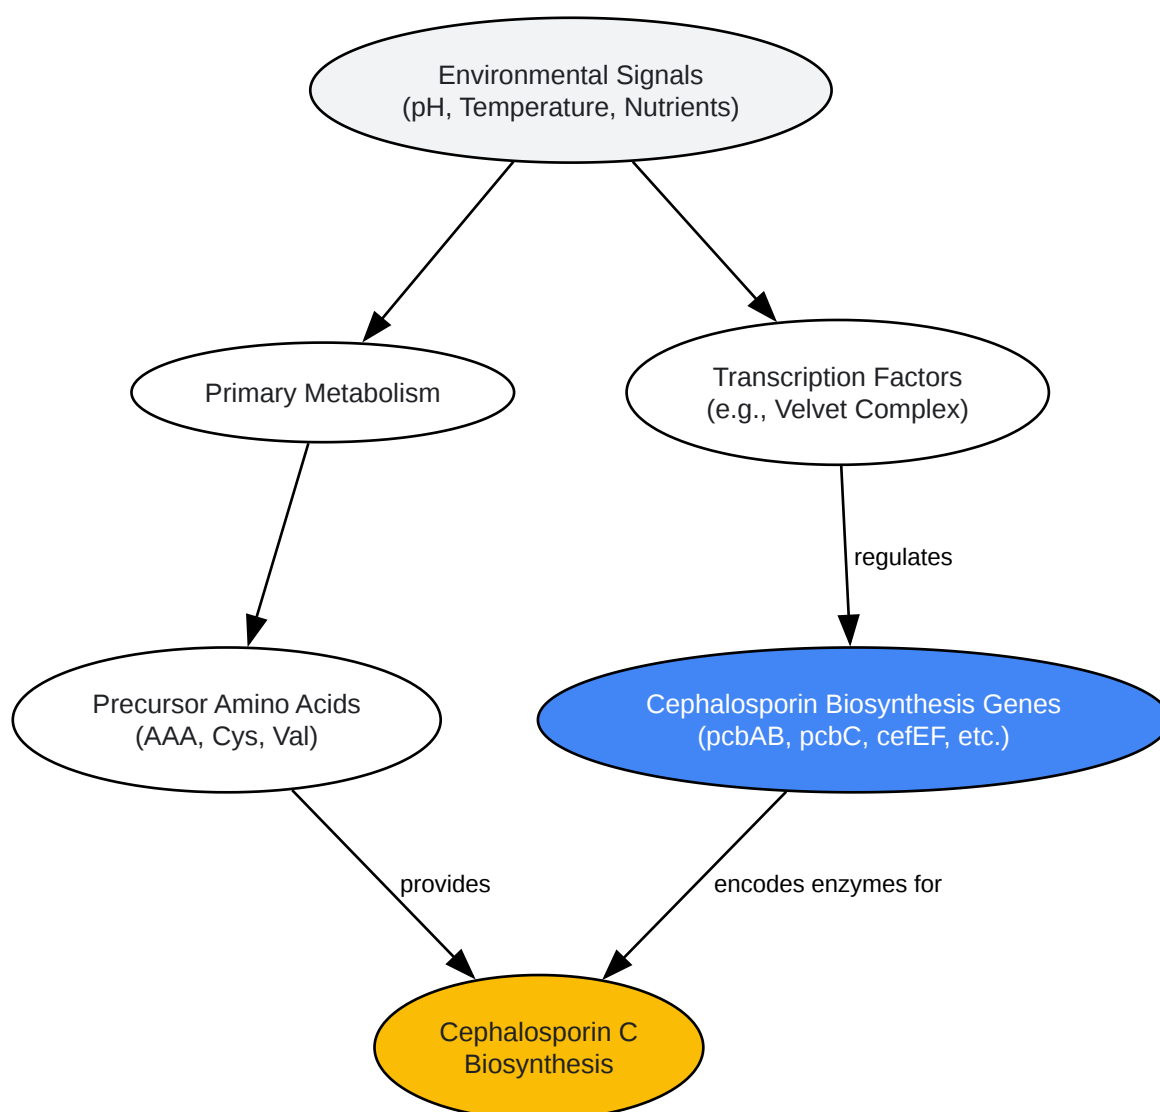 Environmental Signals
(pH, Temperature, Nutrients)
Primary Metabolism
Transcription Factors
(e.g., Velvet Complex)
regulates
Precursor Amino Acids
(AAA, Cys, Val)
Cephalosporin Biosynthesis Genes
(pcbAB, pcbC, cefEF, etc.)
provides
encodes enzymes for
Cephalosporin C
Biosynthesis